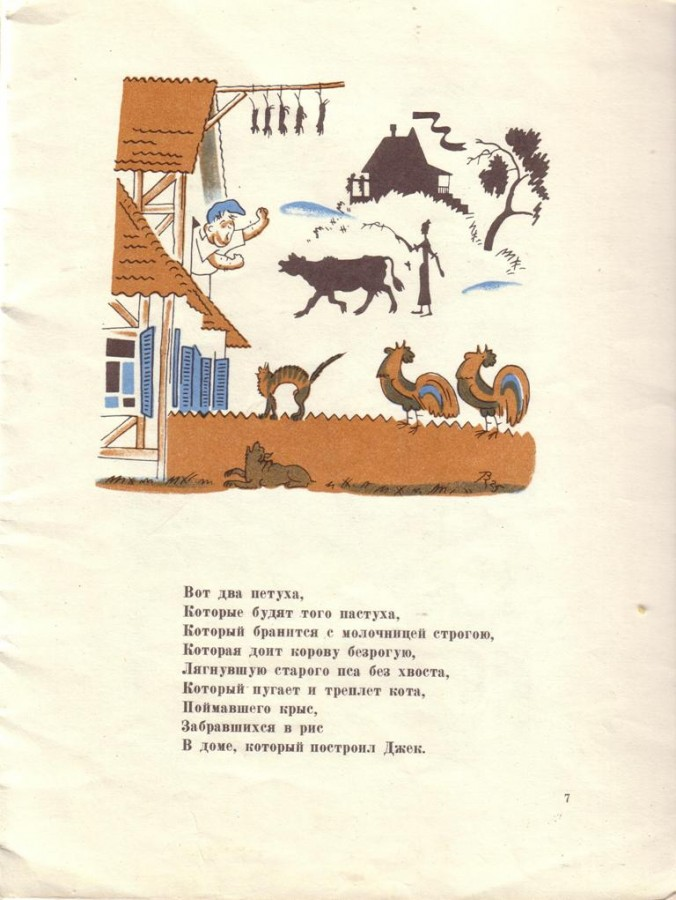 Вот два петуха,
Которые будят того пастуха,
Который бранится с молочницей строгою,
Которая доит корову безрогую,
Лягнувшую старого пса без хвоста,
Который пугает и треплет кота,
Поймавшего крыс,
Забравшихся в рис
В доме, который построил Джек.
7